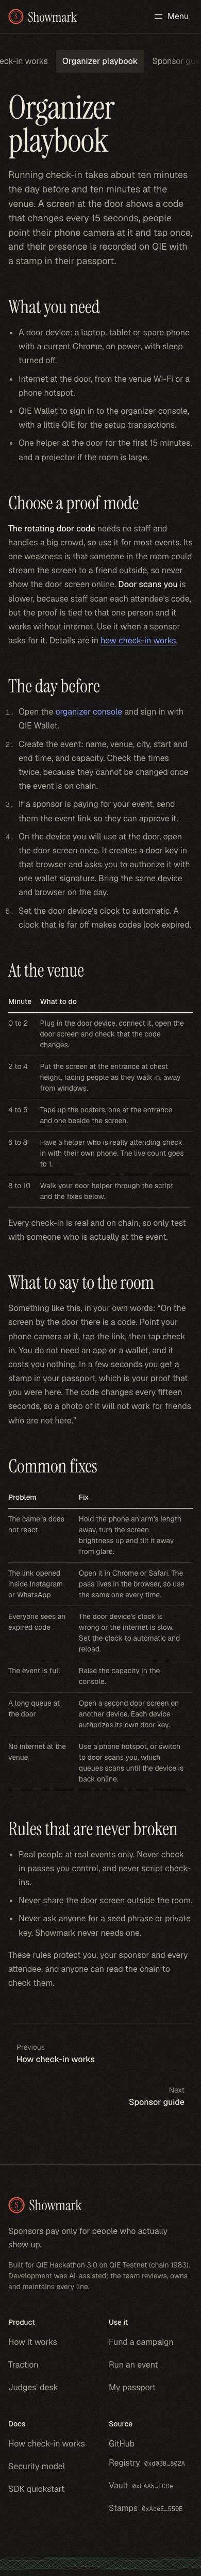 Showmark
Menu
eck-in works
Organizer playbook
Sponsor guide
Organizer
playbook
Running check-in takes about ten minutes
the day before and ten minutes at the
venue. A screen at the door shows a code
that changes every 15 seconds, people
point their phone camera at it and tap once,
and their presence is recorded on QIE with
a stamp in their passport.
What you need
• A door device: a laptop, tablet or spare phone
with a current Chrome, on power, with sleep
turned off.
• Internet at the door, from the venue Wi-Fi or a
phone hotspot.
• QIE Wallet to sign in to the organizer console,
with a little QIE for the setup transactions.
• One helper at the door for the first 15 minutes,
and a projector if the room is large.
Choose a proof mode
The rotating door code needs no staff and
handles a big crowd, so use it for most events. Its
one weakness is that someone in the room could
stream the screen to a friend outside, so never
show the door screen online. Door scans you is
slower, because staff scan each attendee's code,
but the proof is tied to that one person and it
works without internet. Use it when a sponsor
asks for it. Details are in how check-in works.
The day before
1. Open the organizer console and sign in with
QIE Wallet.
2. Create the event: name, venue, city, start and
end time, and capacity. Check the times
twice, because they cannot be changed once
the event is on chain.
3. If a sponsor is paying for your event, send
them the event link so they can approve it.
4. On the device you will use at the door, open
the door screen once. It creates a door key in
that browser and asks you to authorize it with
one wallet signature. Bring the same device
and browser on the day.
5. Set the door device's clock to automatic. A
clock that is far off makes codes look expired.
At the venue
Minute What to do
0 to 2 Plug in the door device, connect it, open the
door screen and check that the code
changes.
2 to 4 Put the screen at the entrance at chest
height, facing people as they walk in, away
from windows.
4 to 6 Tape up the posters, one at the entrance
and one beside the screen.
6 to 8 Have a helper who is really attending check
in with their own phone. The live count goes
to 1.
8 to 10 Walk your door helper through the script
and the fixes below.
Every check-in is real and on chain, so only test
with someone who is actually at the event.
What to say to the room
Something like this, in your own words: “On the
screen by the door there is a code. Point your
phone camera at it, tap the link, then tap check
in. You do not need an app or a wallet, and it
costs you nothing. In a few seconds you get a
stamp in your passport, which is your proof that
you were here. The code changes every fifteen
seconds, so a photo of it will not work for friends
who are not here.”
Common fixes
Problem Fix
The camera does
not react
Hold the phone an arm's length
away, turn the screen
brightness up and tilt it away
from glare.
The link opened
inside Instagram
or WhatsApp
Open it in Chrome or Safari. The
pass lives in the browser, so use
the same one every time.
Everyone sees an
expired code
The door device's clock is
wrong or the internet is slow.
Set the clock to automatic and
reload.
The event is full
Raise the capacity in the
console.
A long queue at
the door
Open a second door screen on
another device. Each device
authorizes its own door key.
No internet at the
venue
Use a phone hotspot, or switch
to door scans you, which
queues scans until the device is
back online.
Rules that are never broken
• Real people at real events only. Never check
in passes you control, and never script check-
ins.
• Never share the door screen outside the room.
• Never ask anyone for a seed phrase or private
key. Showmark never needs one.
These rules protect you, your sponsor and every
attendee, and anyone can read the chain to
check them.
Previous
How check-in works
Next
Sponsor guide
Showmark
Sponsors pay only for people who actually
show up.
Built for QIE Hackathon 3.0 on QIE Testnet (chain 1983).
Development was AI-assisted; the team reviews, owns
and maintains every line.
Product
How it works
Traction
Judges' desk
Use it
Fund a campaign
Run an event
My passport
Docs
How check-in works
Security model
SDK quickstart
Source
GitHub
Registry 0xd03B…802A
Vault 0xFAA5…FCDe
Stamps 0xAceE…559E